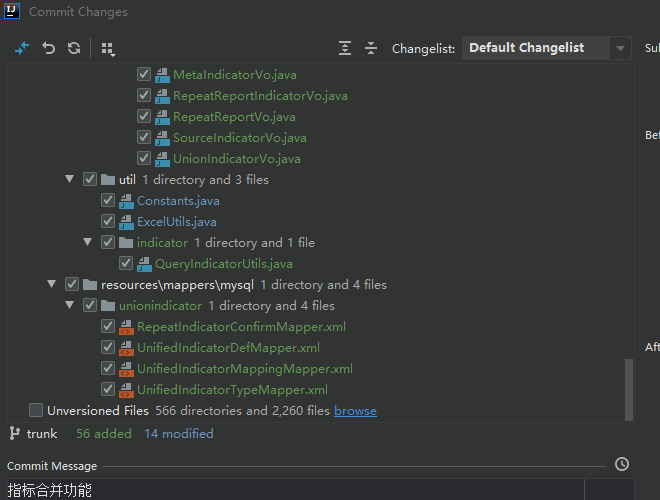 IJ Commit Changes
Changelist: Default Changelist Sul
MetaIndicatorVo.java
RepeatReportIndicatorVo.java
RepeatReportVo.java
Bef
SourceIndicatorVo.java
UnionIndicatorVo.java
util 1 directory and 3 files
Constants.java
ExcelUtils.java
indicator 1 directory and 1 file
QueryIndicatorUtils.java
resources\mappers\mysql 1 directory and 4 files
unionindicator 1 directory and 4 files
RepeatIndicatorConfirmMapper.xml
UnifiedIndicatorDefMapper.xml
Aft
UnifiedIndicatorMappingMapper.xml
UnifiedIndicatorTypeMapper.xml
Unversioned Files 566 directories and 2,260 files browse
trunk 56 added 14 modified
Commit Message
指标合并功能